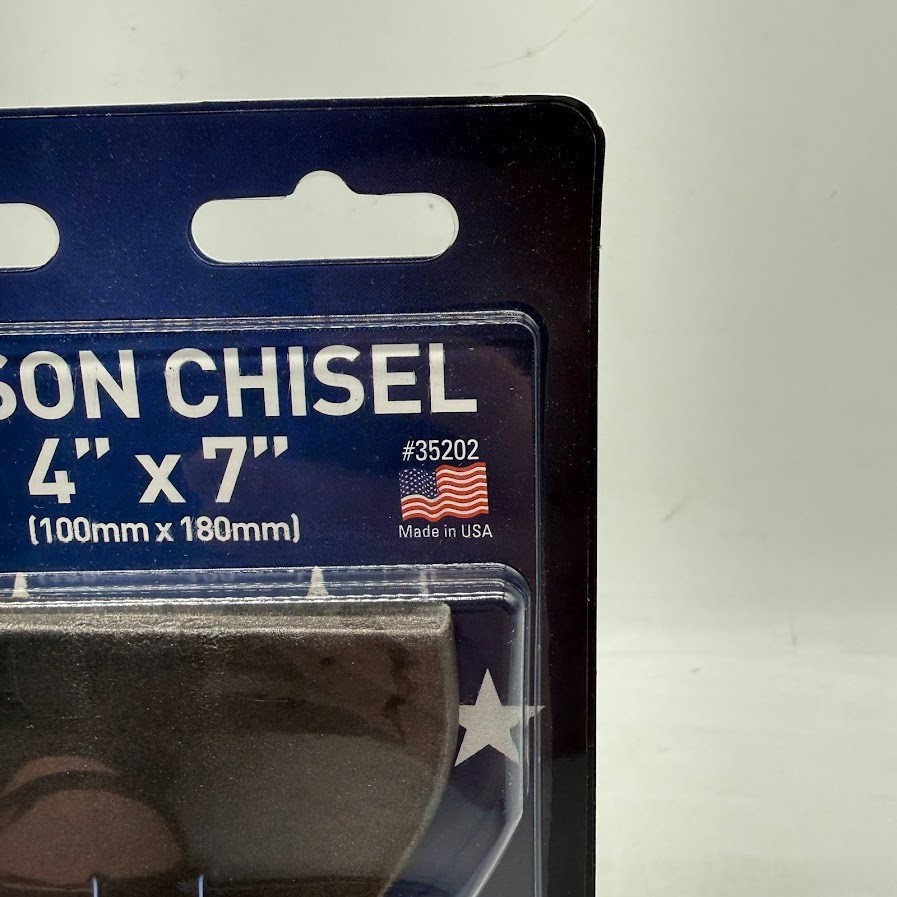 SON CHISEL
4” x 7”
#35202
(100mm x 180mm)
Made in USA